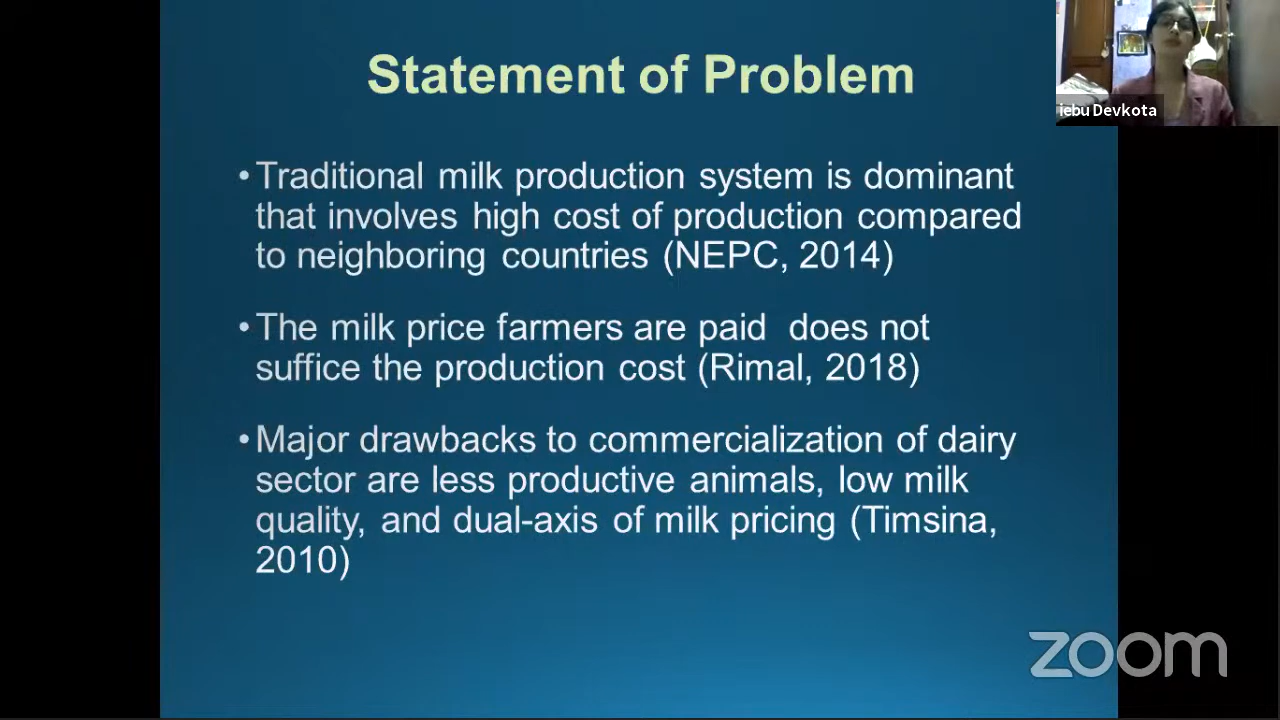 Statement of Problem
iebu Devkota
•Traditional milk production system is dominant
that involves high cost of production compared
to neighboring countries (NEPC, 2014)
•The milk price farmers are paid does not
suffice the production cost (Rimal, 2018)
•Major drawbacks to commercialization of dairy
sector are less productive animals, low milk
quality, and dual-axis of milk pricing (Timsina,
2010)
zoom